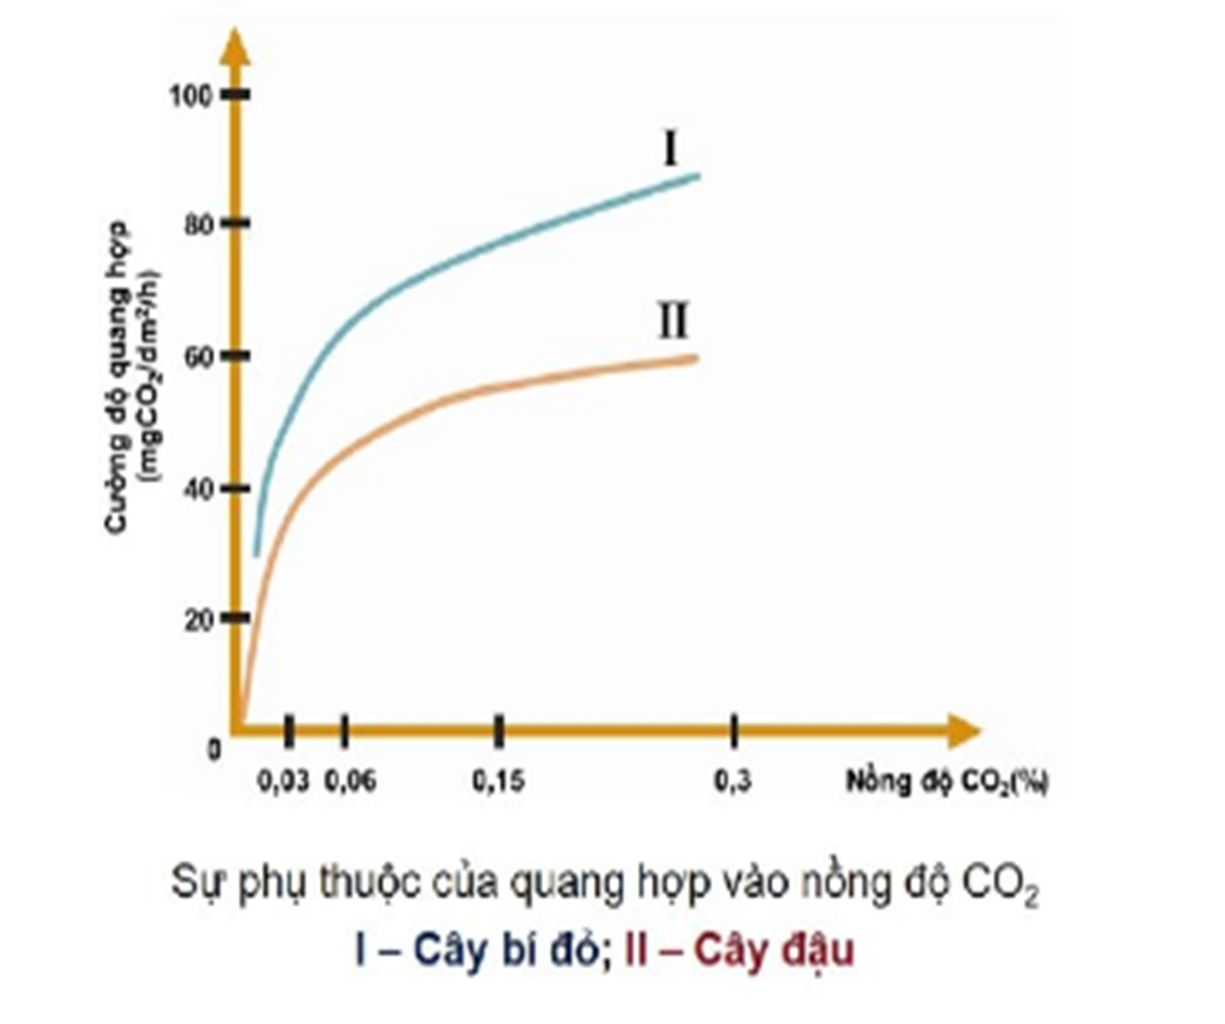 100
I
80
II
60
40
20
0
Cường độ quang hợp
(mgCO₂/dm²/h)
0,03 0,06 0,15 0,3 Nồng độ CO₂(%)
Sự phụ thuộc của quang hợp vào nồng độ CO₂
I – Cây bí đỏ; II – Cây đậu